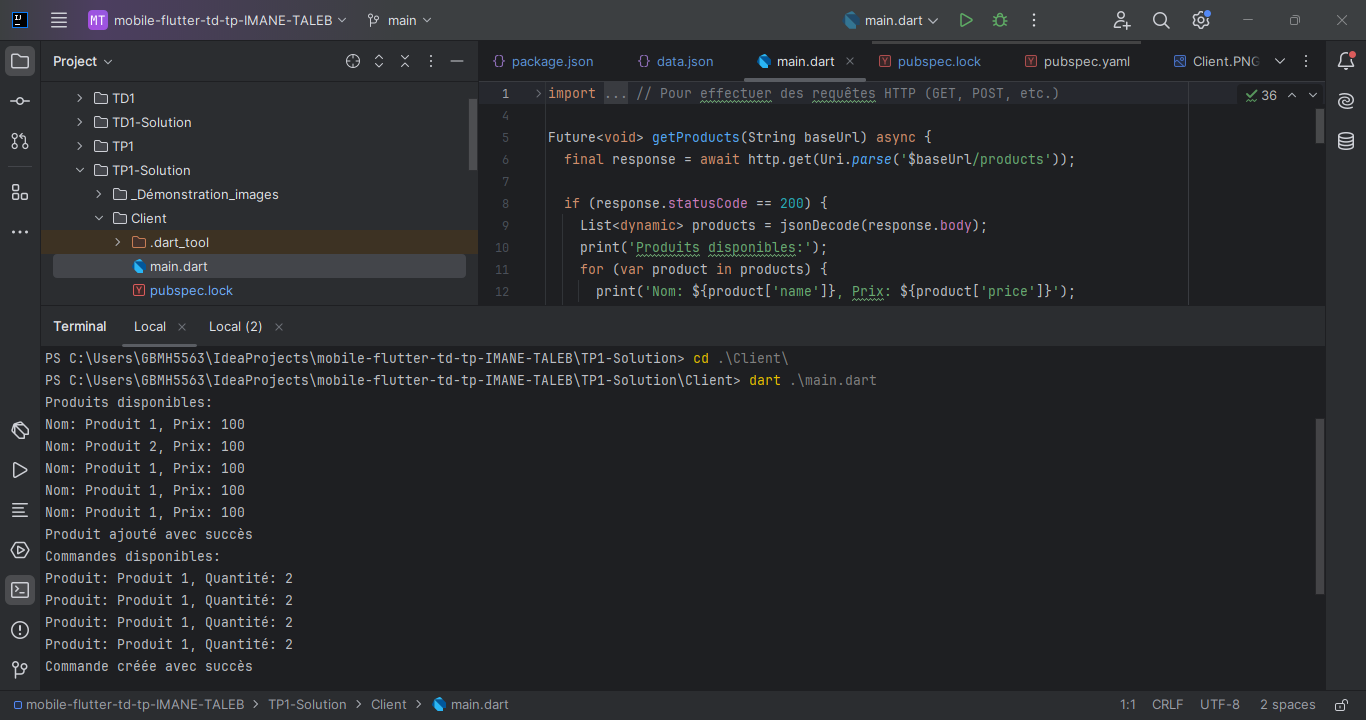 MT mobile-flutter-td-tp-IMANE-TALEB main main.dart
Project
package.json data.json main.dart pubspec.lock pubspec.yaml Client.PNG
TD1
TD1-Solution
TP1
TP1-Solution
_Démonstration_images
Client
.dart_tool
main.dart
pubspec.lock
1 import ... // Pour effectuer des requêtes HTTP (GET, POST, etc.) 36
4
5 Future<void> getProducts(String baseUrl) async {
6 final response = await http.get(Uri.parse('$baseUrl/products'));
7
8 if (response.statusCode == 200) {
9 List<dynamic> products = jsonDecode(response.body);
10 print('Produits disponibles:');
11 for (var product in products) {
12 print('Nom: ${product['name']}, Prix: ${product['price']}');
Terminal Local Local (2)
PS C:\Users\GBMH5563\IdeaProjects\mobile-flutter-td-tp-IMANE-TALEB\TP1-Solution> cd .\Client\
PS C:\Users\GBMH5563\IdeaProjects\mobile-flutter-td-tp-IMANE-TALEB\TP1-Solution\Client> dart .\main.dart
Produits disponibles:
Nom: Produit 1, Prix: 100
Nom: Produit 2, Prix: 100
Nom: Produit 1, Prix: 100
Nom: Produit 1, Prix: 100
Nom: Produit 1, Prix: 100
Produit ajouté avec succès
Commandes disponibles:
Produit: Produit 1, Quantité: 2
Produit: Produit 1, Quantité: 2
Produit: Produit 1, Quantité: 2
Produit: Produit 1, Quantité: 2
Commande créée avec succès
mobile-flutter-td-tp-IMANE-TALEB > TP1-Solution > Client > main.dart 1:1 CRLF UTF-8 2 spaces